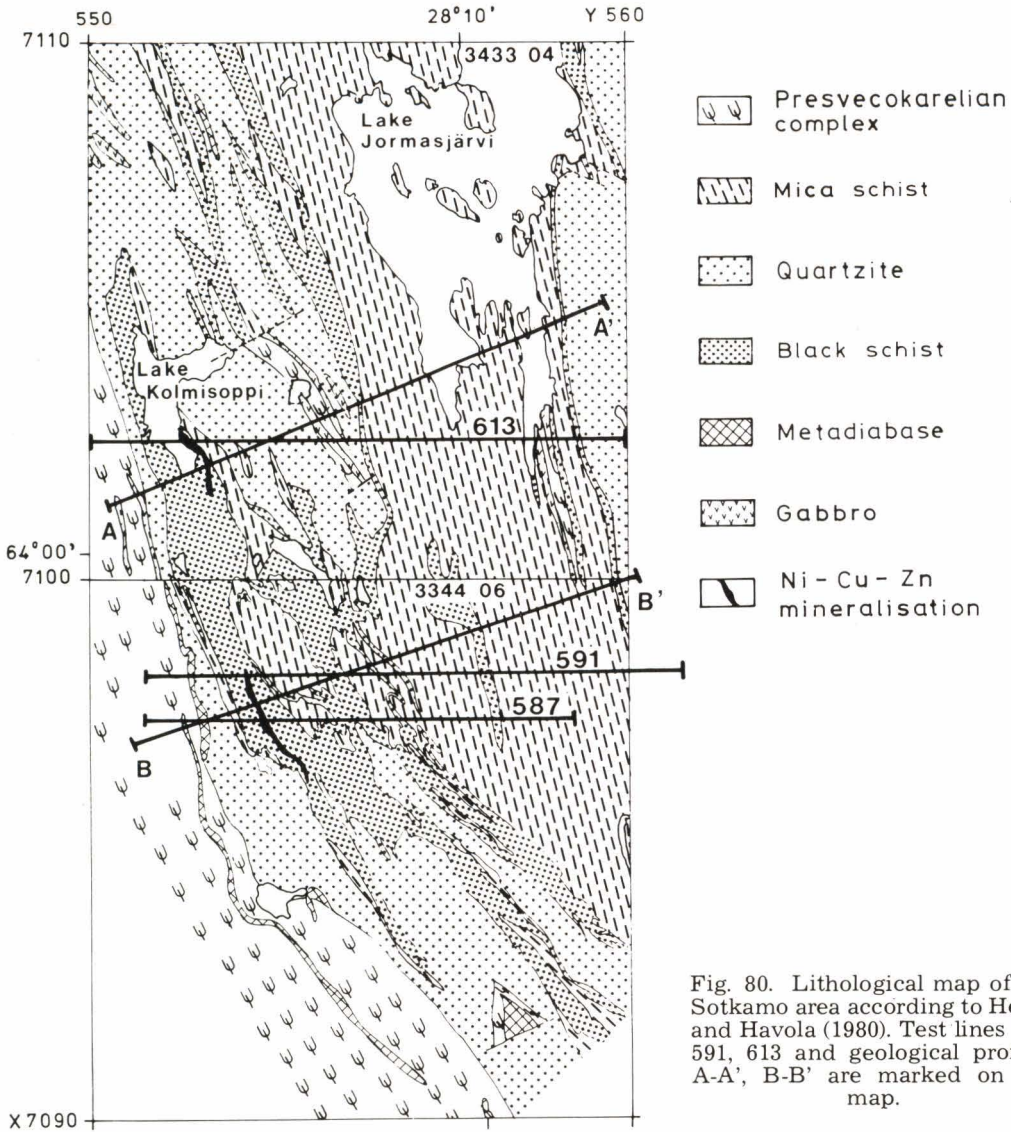 550
28°10'
Y 560
7110
3433 04
Lake
Jormasjärvi
A'
Lake
Kolmisoppi
613
A
64°00'
7100
3344 06
B'
591
587
B
X 7090
Presvecokarelian
complex
Mica schist
Quartzite
Black schist
Metadiabase
Gabbro
Ni-Cu-Zn
mineralisation
Fig. 80. Lithological map of
Sotkamo area according to
and Havola (1980). Test lines
591, 613 and geological
A-A', B-B' are marked on
map.